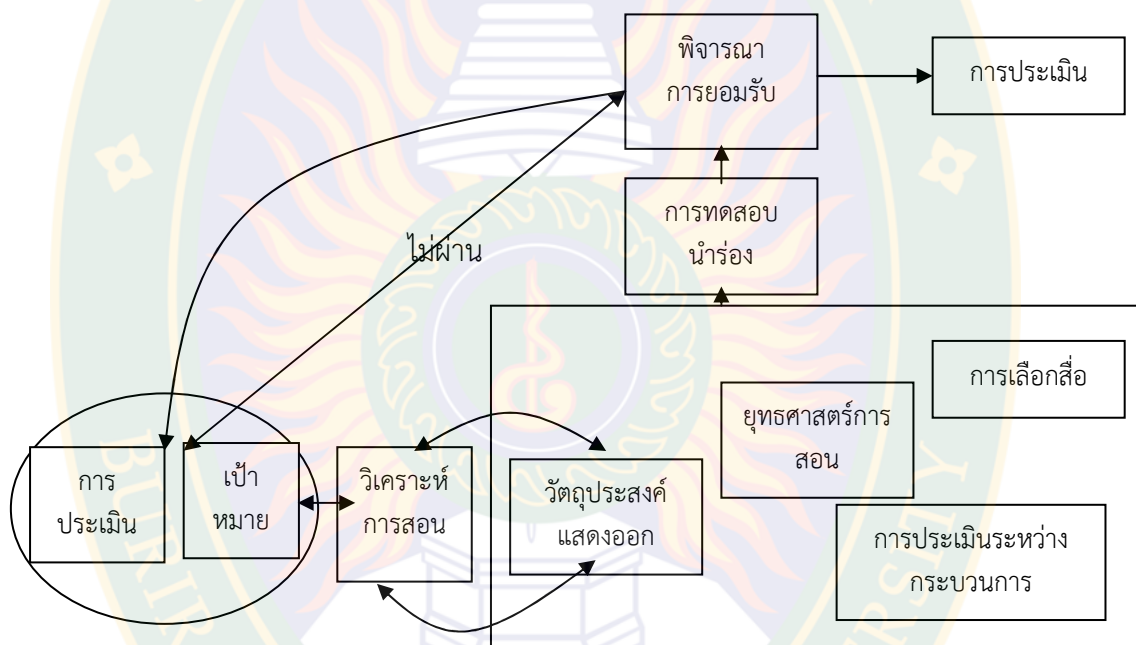 พิจารณา
การยอมรับ
การประเมิน
การทดสอบ
นำร่อง
ไม่ผ่าน
การเลือกสื่อ
ยุทธศาสตร์การ
สอน
การ
ประเมิน
เป้า
หมาย
วิเคราะห์
การสอน
วัตถุประสงค์
แสดงออก
การประเมินระหว่าง
กระบวนการ